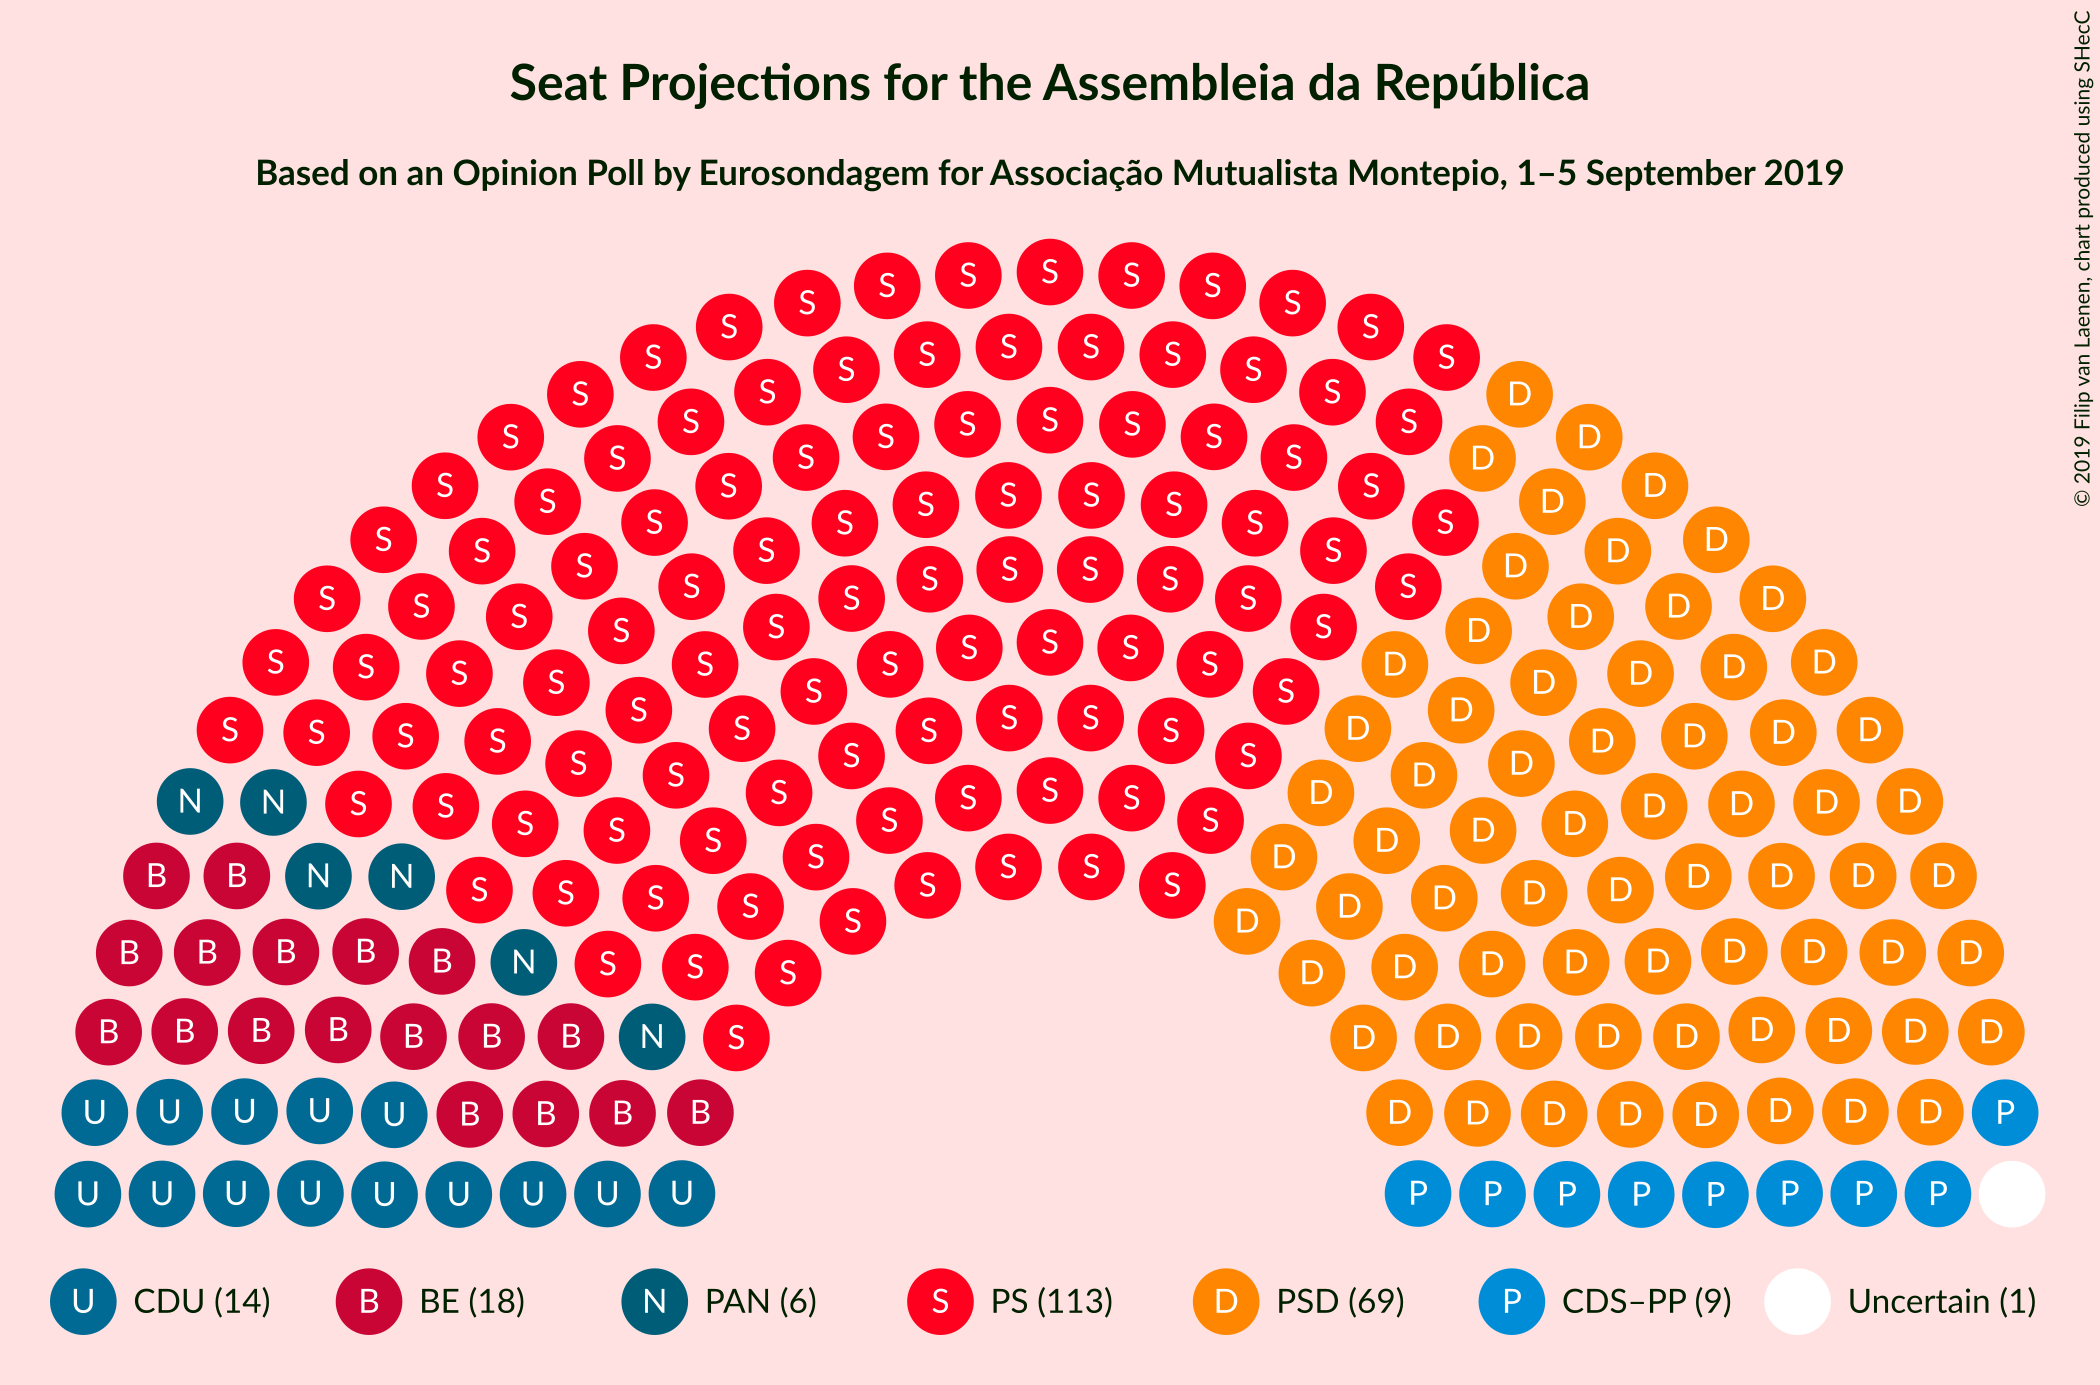 Seat Projections for the Assembleia da República
Based on an Opinion Poll by Eurosondagem for Associação Mutualista Montepio, 1–5 September 2019
© 2019 Filip van Laenen, chart produced using SHecC
S S S S S S S S S S S S S S S S S S D D D D D D D D D D D D P
U CDU (14) B BE (18) N PAN (6) S PS (113) D PSD (69) P CDS–PP (9) Uncertain (1)